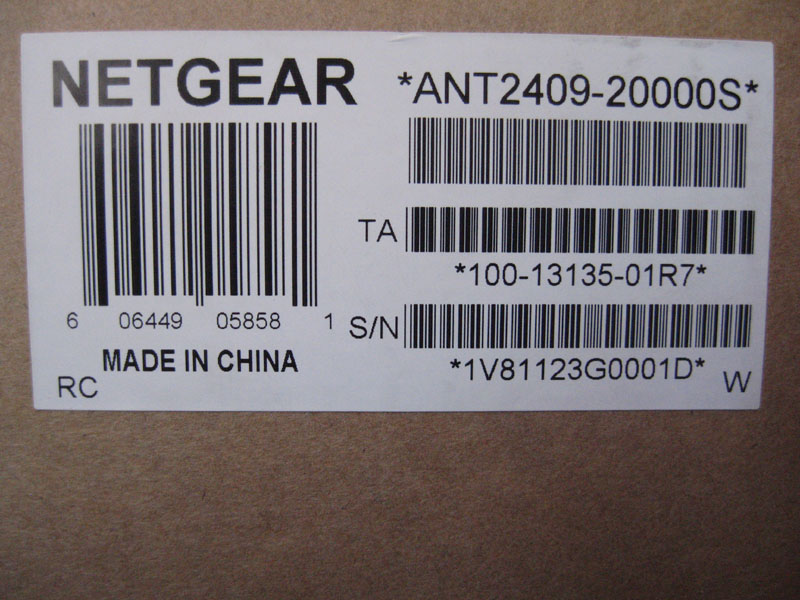 NETGEAR
6 06449 05858 1
MADE IN CHINA
RC
*ANT2409-20000S*
TA
*100-13135-01R7*
S/N
*1V81123G0001D*
W